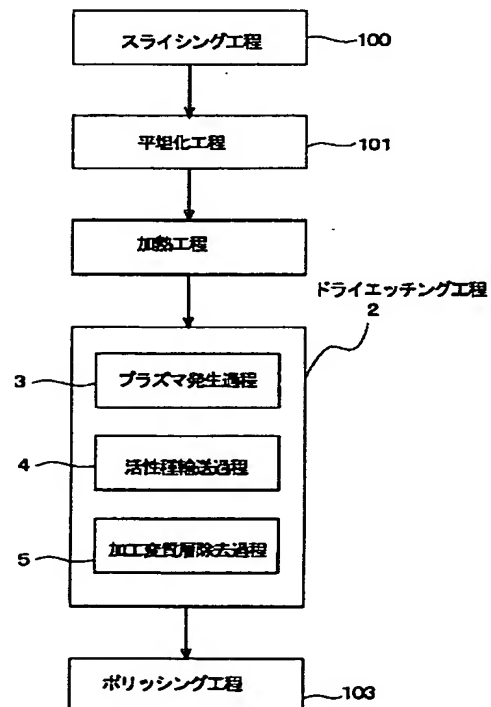 スライシング工程
100
平坦化工程
101
加熱工程
ドライエッチング工程
2
プラズマ発生過程
3
活性種輸送過程
4
加工変質層除去過程
5
ポリッシング工程
103